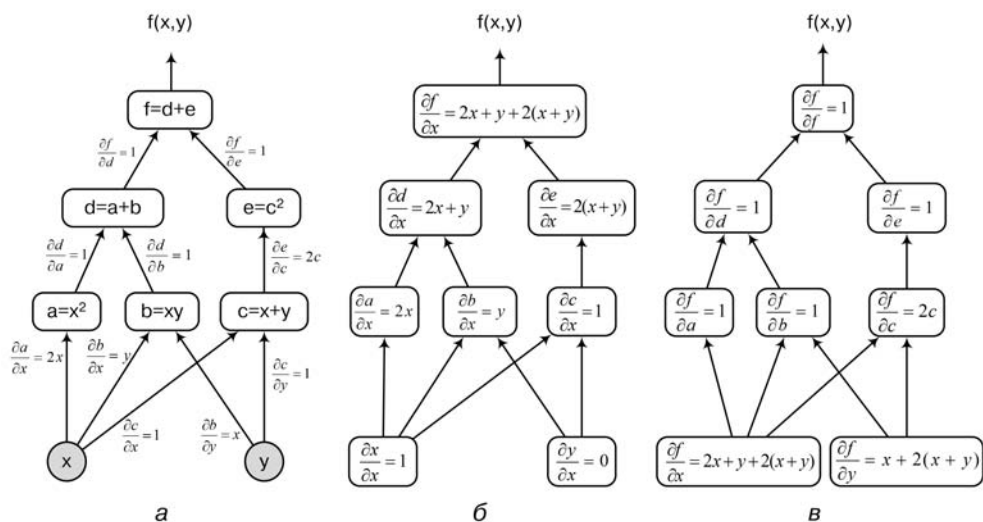 f(x,y)
f=d+e
∂f/∂d = 1
∂f/∂e = 1
d=a+b
e=c²
∂d/∂a = 1
∂d/∂b = 1
∂e/∂c = 2c
a=x²
b=xy
c=x+y
∂a/∂x = 2x
∂b/∂x = y
∂c/∂y = 1
∂c/∂x = 1
∂b/∂y = x
x
y
а
f(x,y)
∂f/∂x = 2x+y+2(x+y)
∂d/∂x = 2x+y
∂e/∂x = 2(x+y)
∂a/∂x = 2x
∂b/∂x = y
∂c/∂x = 1
∂x/∂x = 1
∂y/∂x = 0
б
f(x,y)
∂f/∂f = 1
∂f/∂d = 1
∂f/∂e = 1
∂f/∂a = 1
∂f/∂b = 1
∂f/∂c = 2c
∂f/∂x = 2x+y+2(x+y)
∂f/∂y = x+2(x+y)
в